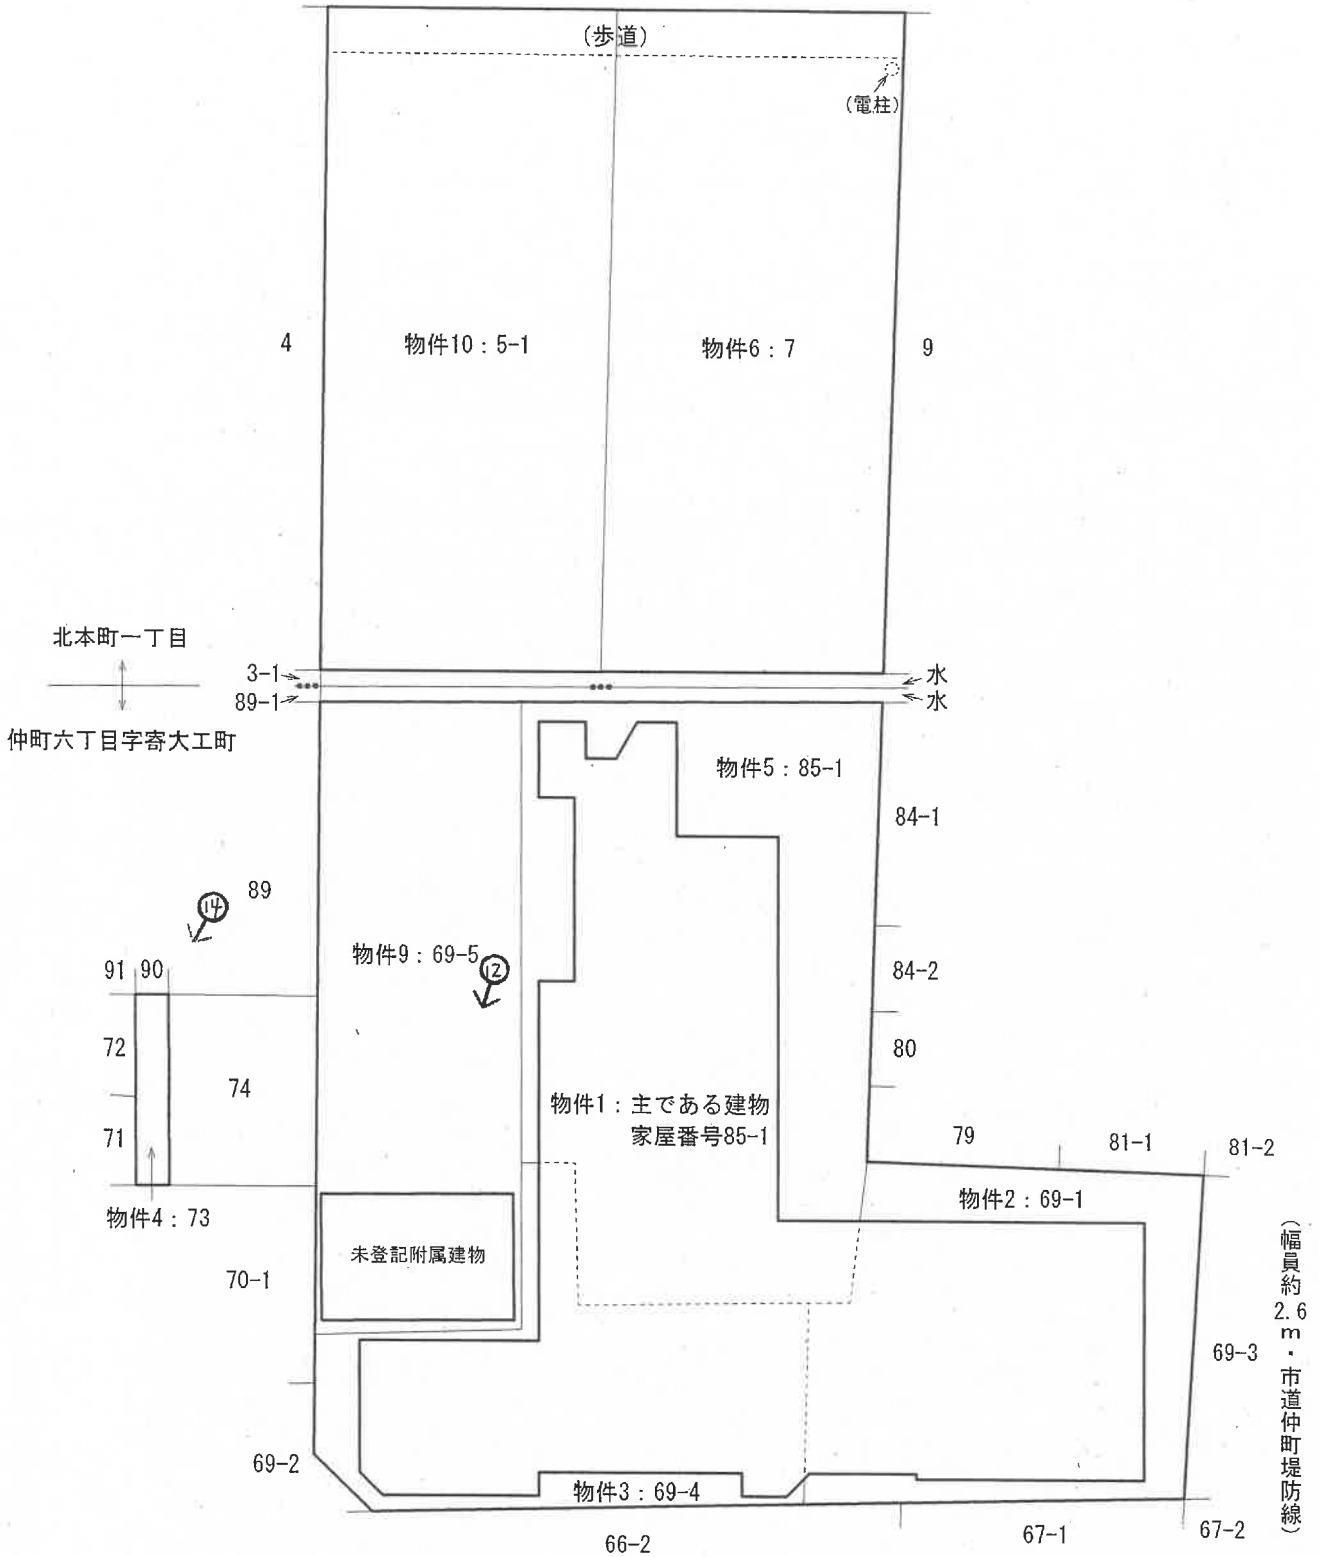 (歩道)
(電柱)
4
物件10：5-1
物件6：7
9
北本町一丁目
3-1
水
89-1
水
仲町六丁目字寄大工町
物件5：85-1
84-1
89
⑭
物件9：69-5
⑫
84-2
91
90
72
80
74
物件1：主である建物
家屋番号85-1
71
79
81-1
81-2
物件4：73
物件2：69-1
未登記附属建物
70-1
(幅員約2.6m・市道仲町堤防線)
69-3
69-2
物件3：69-4
66-2
67-1
67-2